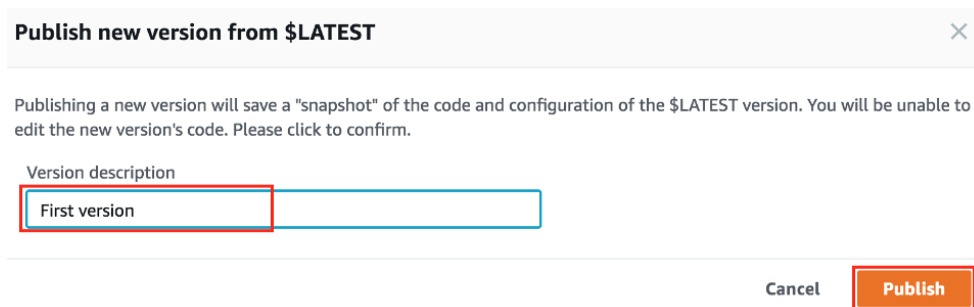 Publish new version from $LATEST
Publishing a new version will save a "snapshot" of the code and configuration of the $LATEST version. You will be unable to
edit the new version's code. Please click to confirm.
Version description
First version
Cancel Publish